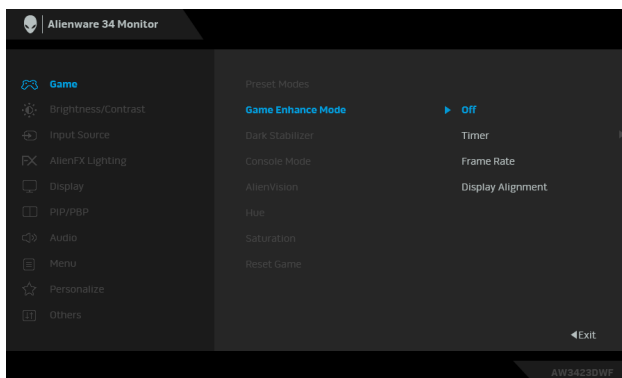 Alienware 34 Monitor
Game
Brightness/Contrast
Input Source
AlienFX Lighting
Display
PIP/PBP
Audio
Menu
Personalize
Others
Preset Modes
Game Enhance Mode
Dark Stabilizer
Console Mode
AlienVision
Hue
Saturation
Reset Game
Off
Timer
Frame Rate
Display Alignment
Exit
AW3423DWF